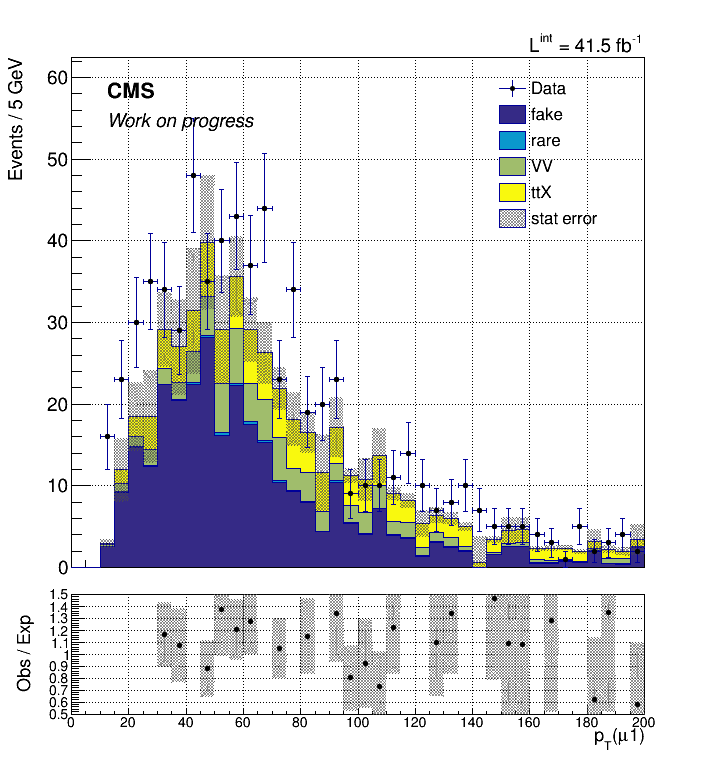 L^int = 41.5 fb^-1
Events / 5 GeV
CMS
Work on progress
Data
fake
rare
VV
ttX
stat error
60
50
40
30
20
10
0
Obs / Exp
1.5
1.4
1.3
1.2
1.1
1
0.9
0.8
0.7
0.6
0.5
0 20 40 60 80 100 120 140 160 180 200
p_T(μ1)